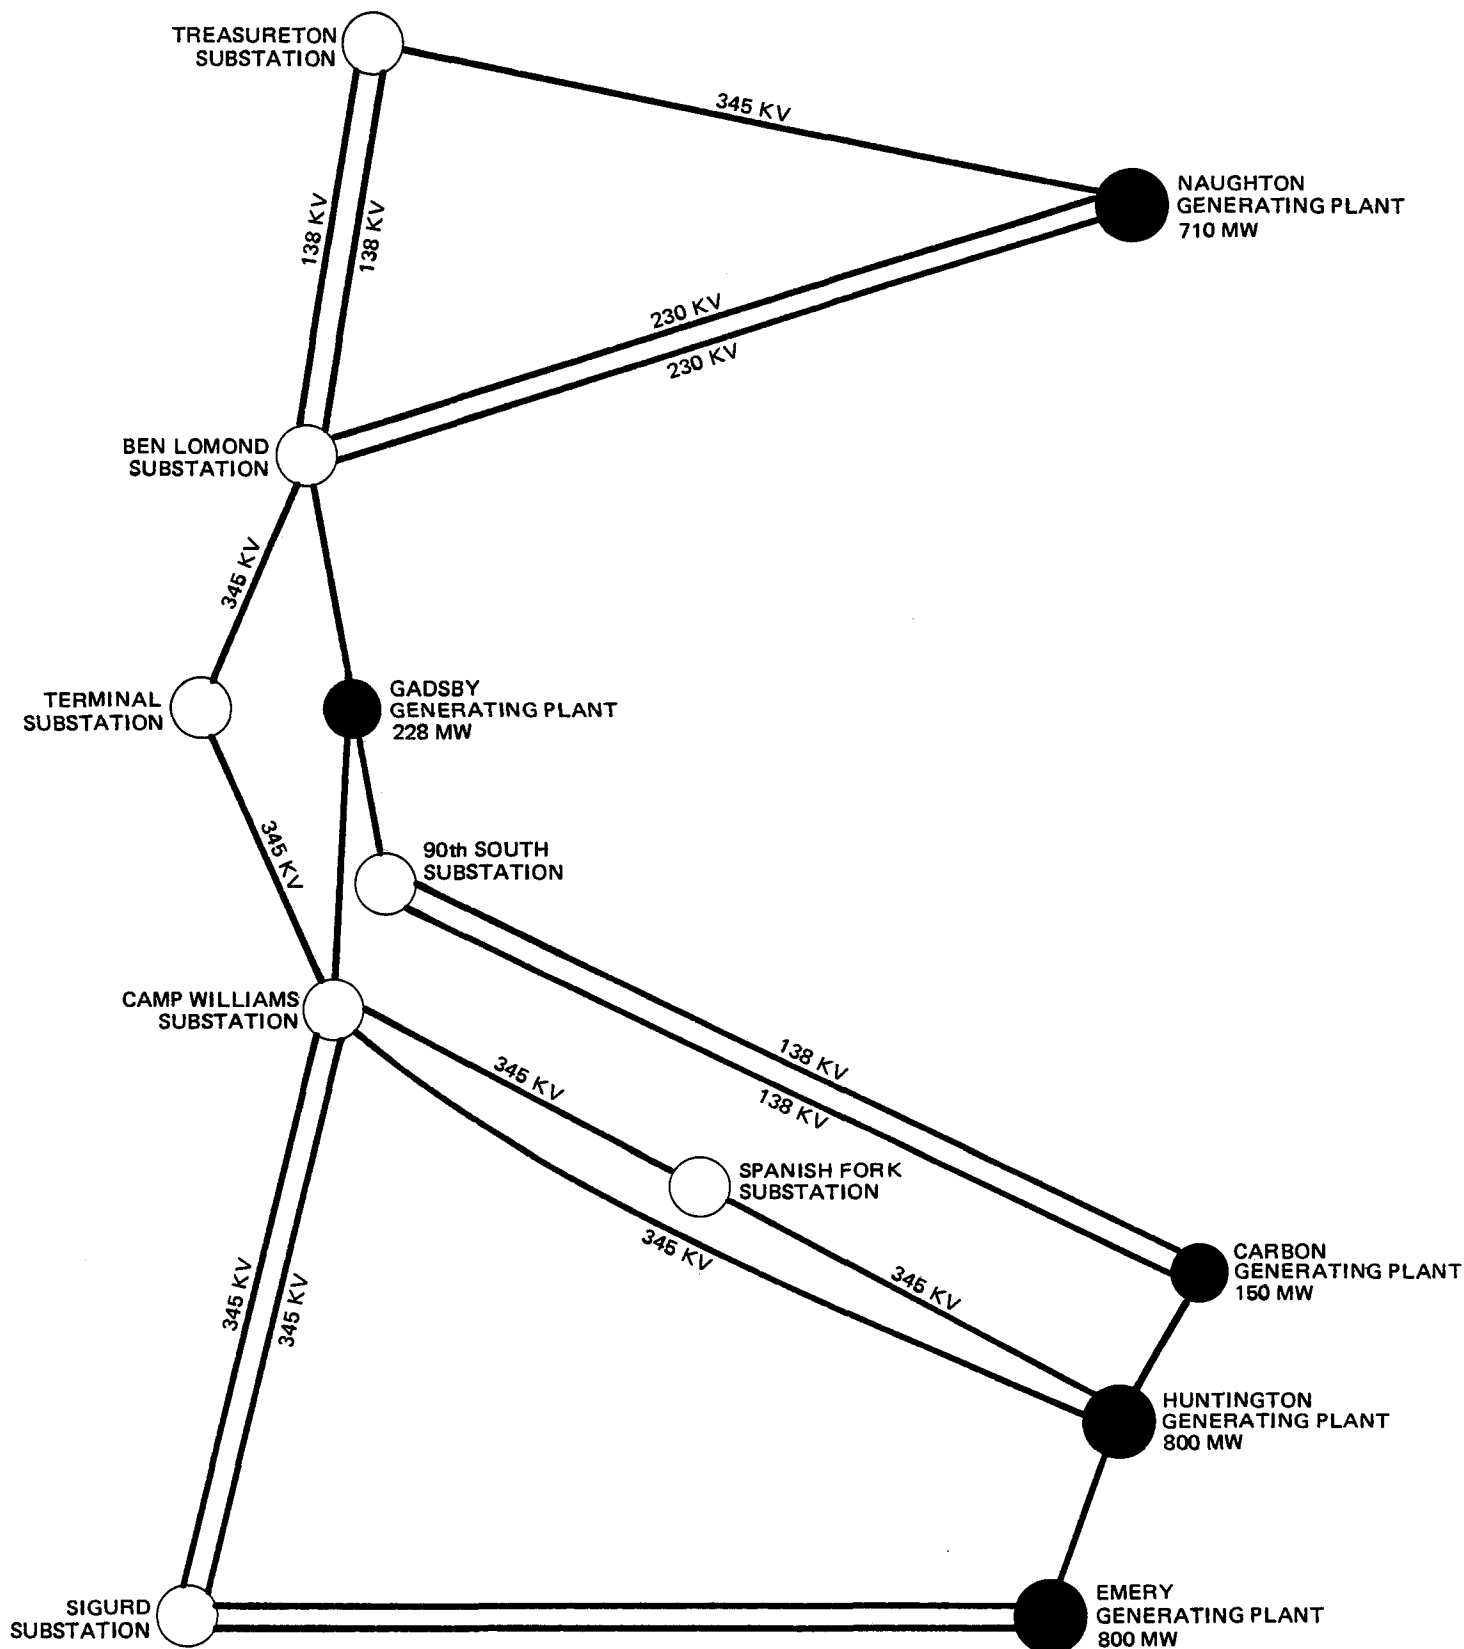 TREASURETON
SUBSTATION
345 KV
NAUGHTON
GENERATING PLANT
710 MW
138 KV
138 KV
230 KV
230 KV
BEN LOMOND
SUBSTATION
345 KV
TERMINAL
SUBSTATION
GADSBY
GENERATING PLANT
228 MW
345 KV
90th SOUTH
SUBSTATION
CAMP WILLIAMS
SUBSTATION
138 KV
138 KV
345 KV
SPANISH FORK
SUBSTATION
345 KV
345 KV
CARBON
GENERATING PLANT
150 MW
345 KV
345 KV
HUNTINGTON
GENERATING PLANT
800 MW
SIGURD
SUBSTATION
EMERY
GENERATING PLANT
800 MW